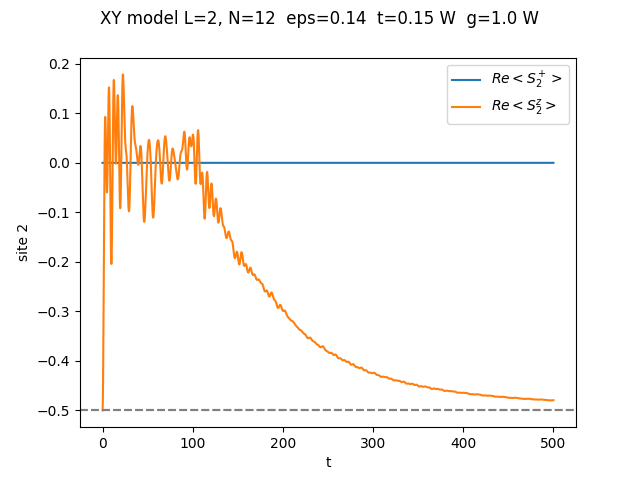 XY model L=2, N=12  eps=0.14  t=0.15 W  g=1.0 W
Re < S₂⁺ >
Re < S₂ᶻ >
site 2
0.2
0.1
0.0
−0.1
−0.2
−0.3
−0.4
−0.5
0
100
200
300
400
500
t